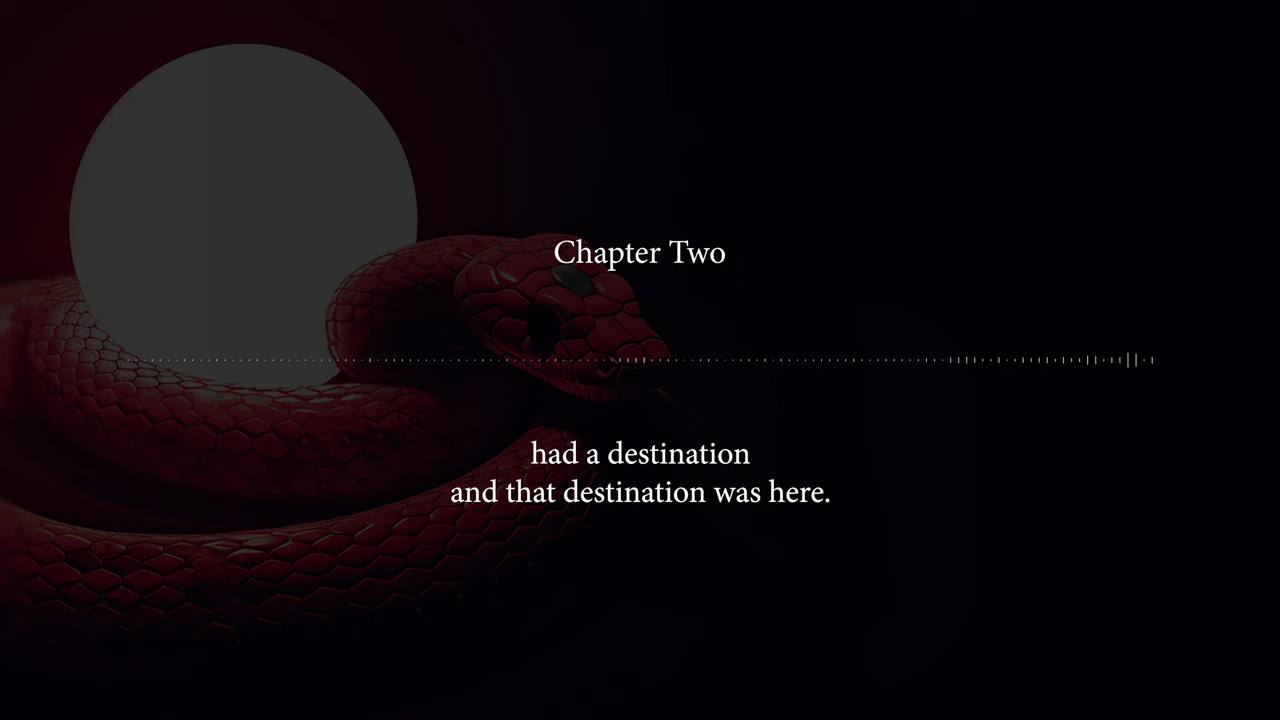 Chapter Two
had a destination
and that destination was here.